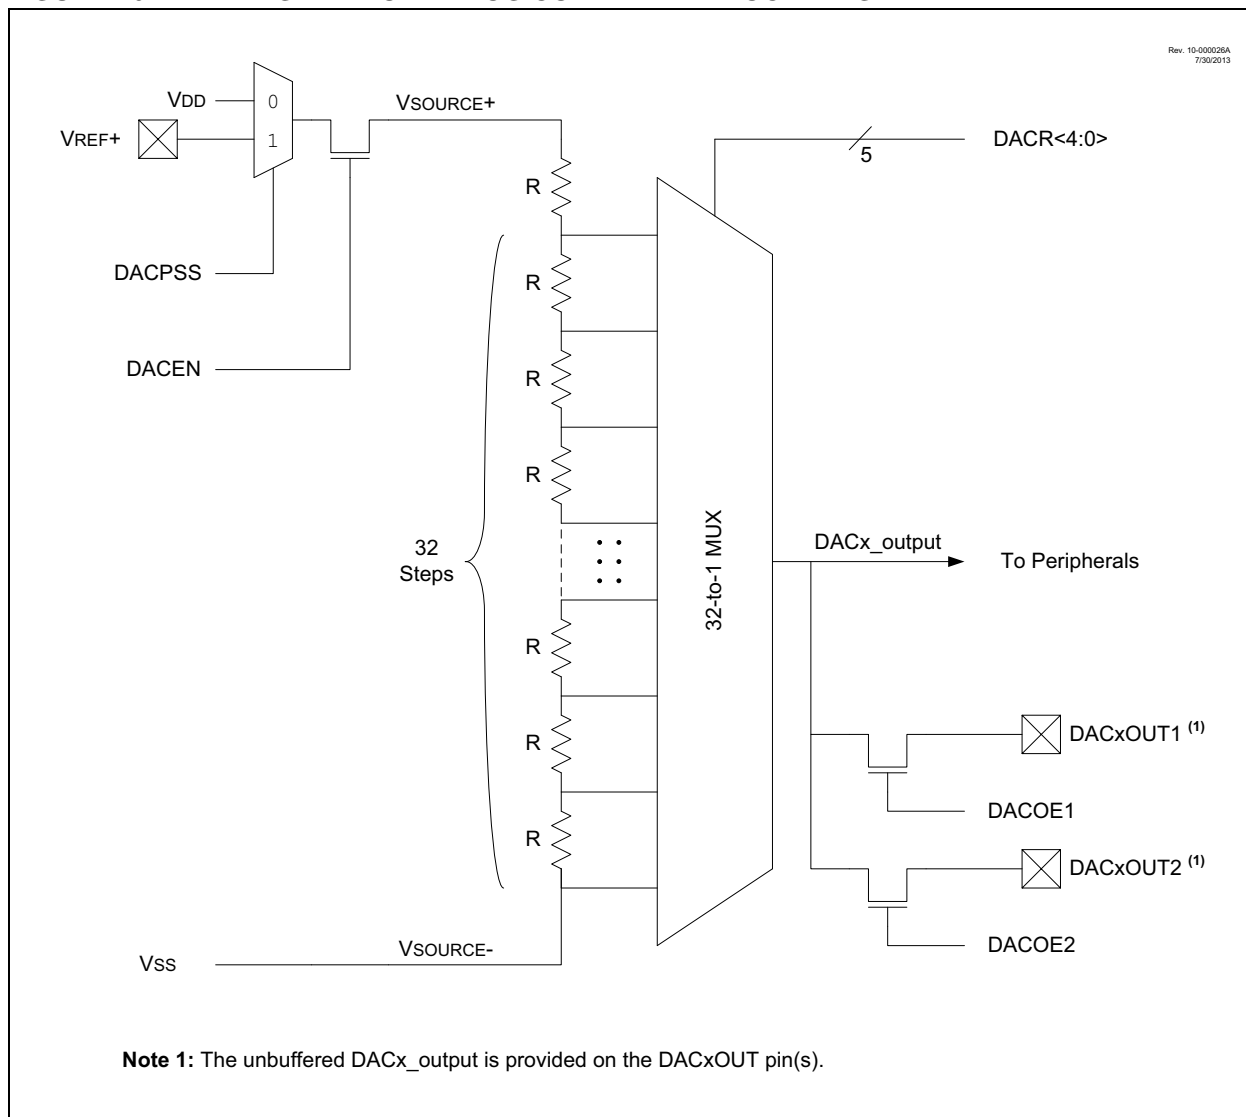 Rev. 10-000026A
7/30/2013
VDD
0
VSOURCE+
VREF+
1
DACR<4:0>
5
R
DACPSS
R
DACEN
R
R
32
Steps
32-to-1 MUX
DACx_output
To Peripherals
R
R
DACxOUT1 (1)
DACOE1
R
DACxOUT2 (1)
DACOE2
VSOURCE-
VSS
Note 1: The unbuffered DACx_output is provided on the DACxOUT pin(s).